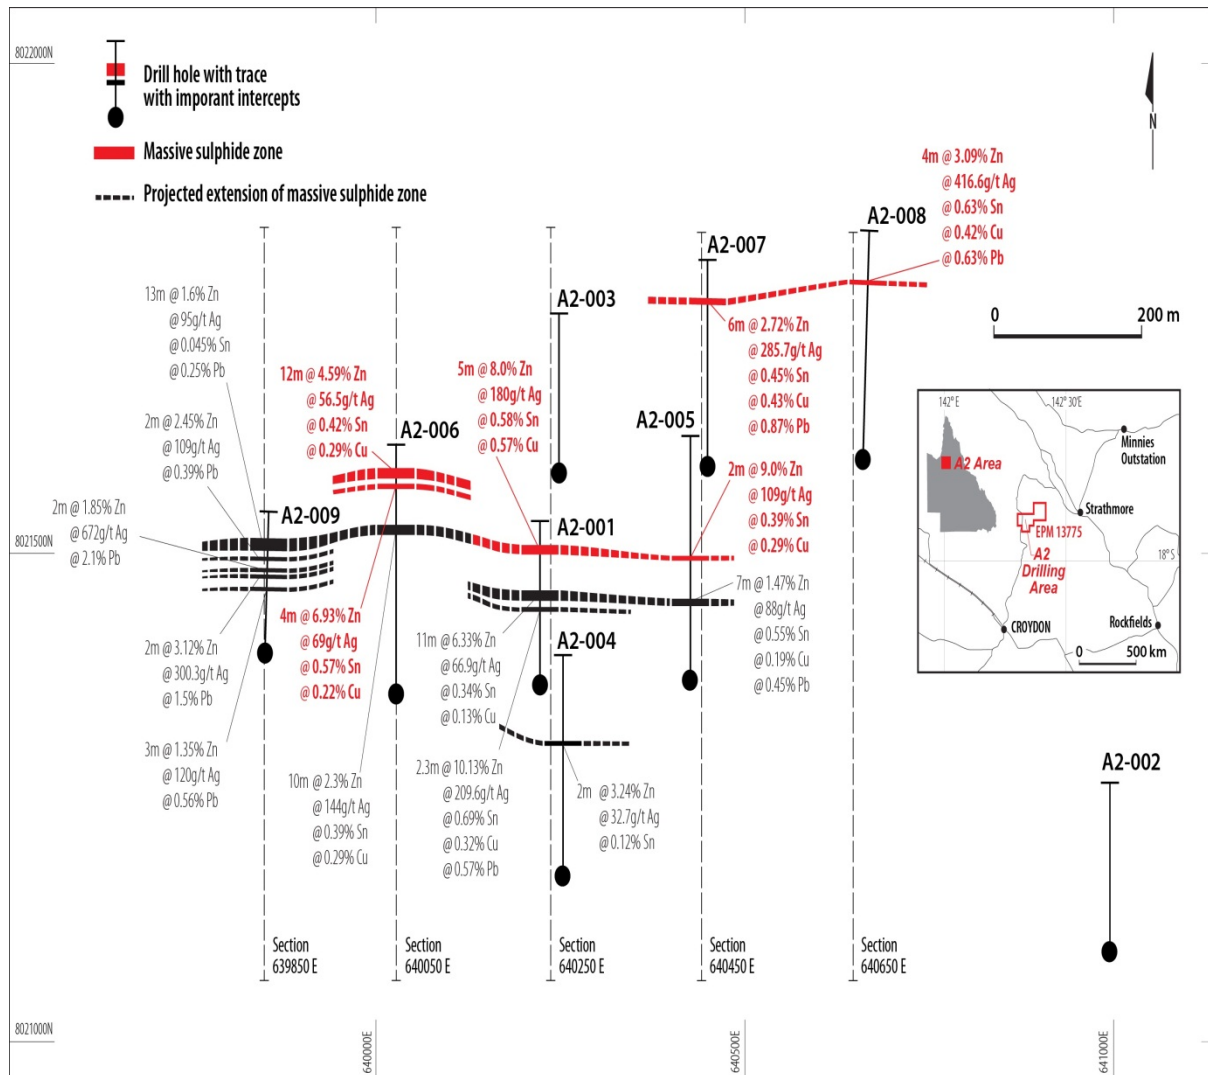 8022000N
Drill hole with trace
with imporant intercepts
Massive sulphide zone
Projected extension of massive sulphide zone
N
4m @ 3.09% Zn
@ 416.6g/t Ag
@ 0.63% Sn
@ 0.42% Cu
@ 0.63% Pb
A2-008
A2-007
A2-003
0 200 m
13m @ 1.6% Zn
@ 95g/t Ag
@ 0.045% Sn
@ 0.25% Pb
12m @ 4.59% Zn
@ 56.5g/t Ag
@ 0.42% Sn
@ 0.29% Cu
5m @ 8.0% Zn
@ 180g/t Ag
@ 0.58% Sn
@ 0.57% Cu
6m @ 2.72% Zn
@ 285.7g/t Ag
@ 0.45% Sn
@ 0.43% Cu
@ 0.87% Pb
2m @ 2.45% Zn
@ 109g/t Ag
@ 0.39% Pb
A2-006
A2-005
2m @ 9.0% Zn
@ 109g/t Ag
@ 0.39% Sn
@ 0.29% Cu
2m @ 1.85% Zn
@ 672g/t Ag
@ 2.1% Pb
A2-009
A2-001
8021500N
142° E
142° 30'E
Minnies
Outstation
A2 Area
Strathmore
EPM 13775
18° S
A2
Drilling
Area
CROYDON
Rockfields
0 500 km
7m @ 1.47% Zn
@ 88g/t Ag
@ 0.55% Sn
@ 0.19% Cu
@ 0.45% Pb
4m @ 6.93% Zn
@ 69g/t Ag
@ 0.57% Sn
@ 0.22% Cu
11m @ 6.33% Zn
@ 66.9g/t Ag
@ 0.34% Sn
@ 0.13% Cu
A2-004
2m @ 3.12% Zn
@ 300.3g/t Ag
@ 1.5% Pb
3m @ 1.35% Zn
@ 120g/t Ag
@ 0.56% Pb
10m @ 2.3% Zn
@ 144g/t Ag
@ 0.39% Sn
@ 0.29% Cu
2.3m @ 10.13% Zn
@ 209.6g/t Ag
@ 0.69% Sn
@ 0.32% Cu
@ 0.57% Pb
2m @ 3.24% Zn
@ 32.7g/t Ag
@ 0.12% Sn
A2-002
Section
639850 E
Section
640050 E
Section
640250 E
Section
640450 E
Section
640650 E
8021000N
640000E
640500E
641000E